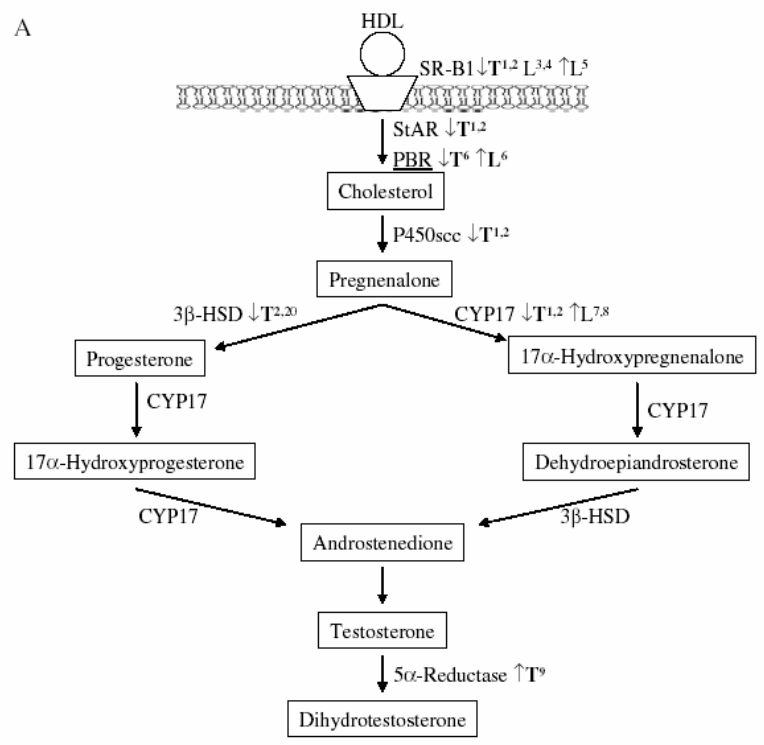 A
HDL
SR-B1↓T1,2 L3,4 ↑L5
StAR ↓T1,2
PBR ↓T6 ↑L6
Cholesterol
P450scc ↓T1,2
Pregnenalone
3β-HSD ↓T2,20
CYP17 ↓T1,2 ↑L7,8
Progesterone
17α-Hydroxypregnenalone
CYP17
CYP17
17α-Hydroxyprogesterone
Dehydroepiandrosterone
CYP17
3β-HSD
Androstenedione
Testosterone
5α-Reductase ↑T9
Dihydrotestosterone